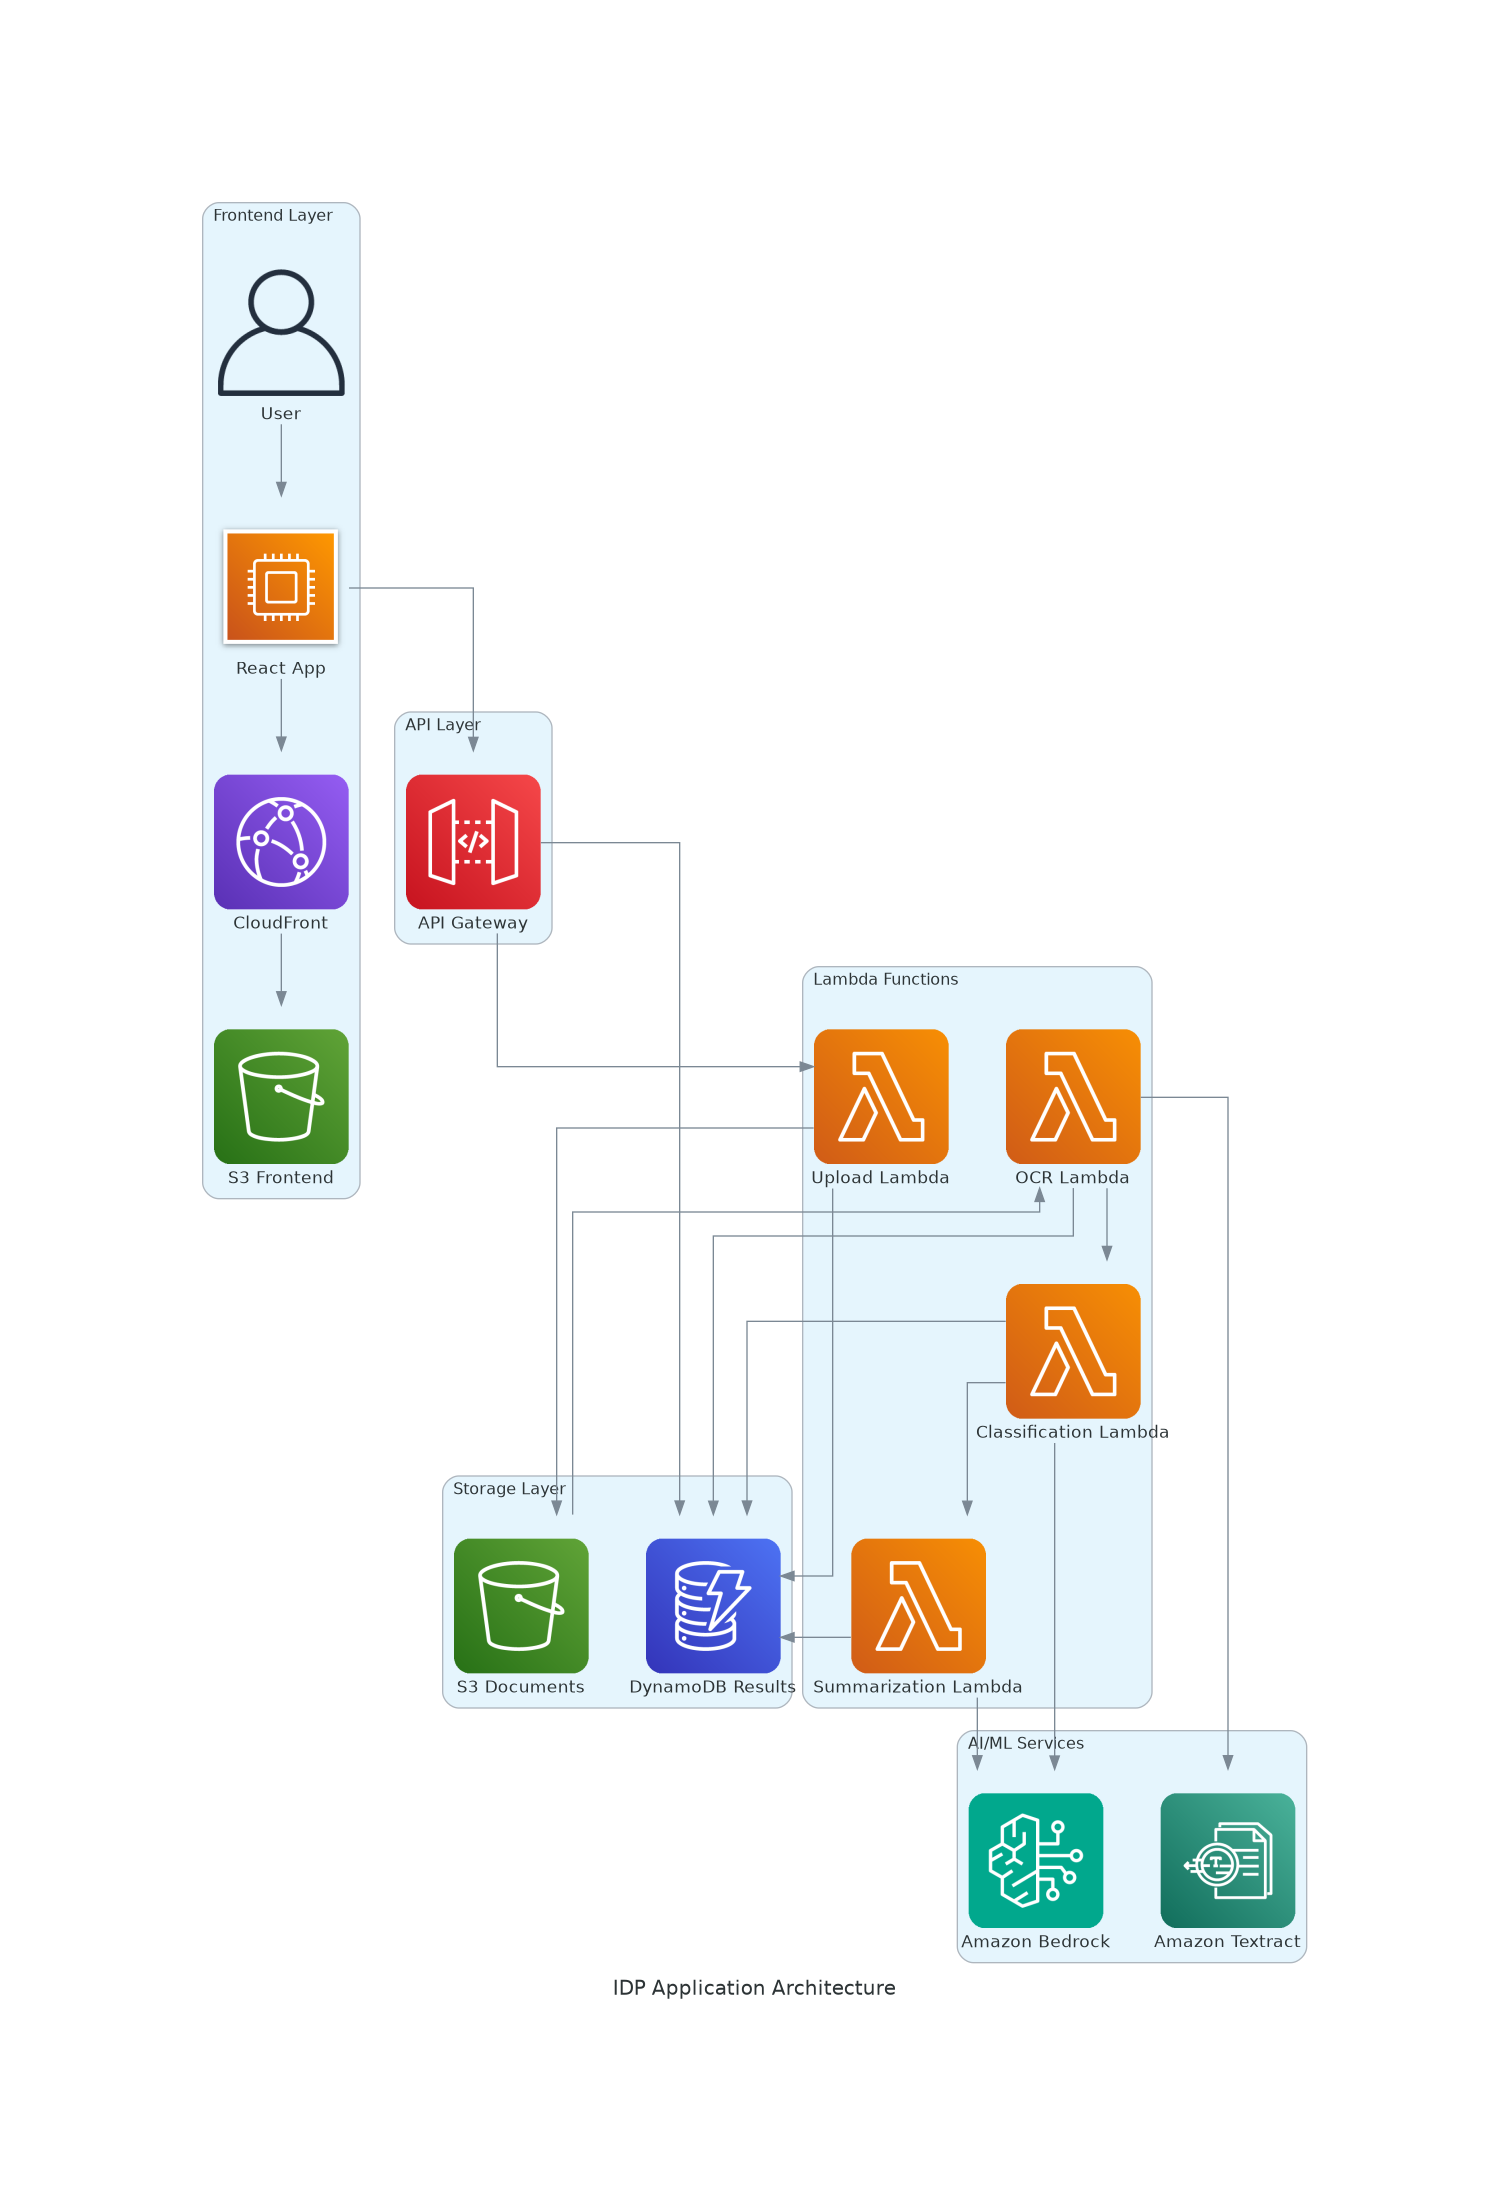 Frontend Layer
User
React App
API Layer
CloudFront
API Gateway
Lambda Functions
S3 Frontend
Upload Lambda
OCR Lambda
Classification Lambda
Storage Layer
S3 Documents
DynamoDB Results
Summarization Lambda
AI/ML Services
Amazon Bedrock
Amazon Textract
IDP Application Architecture